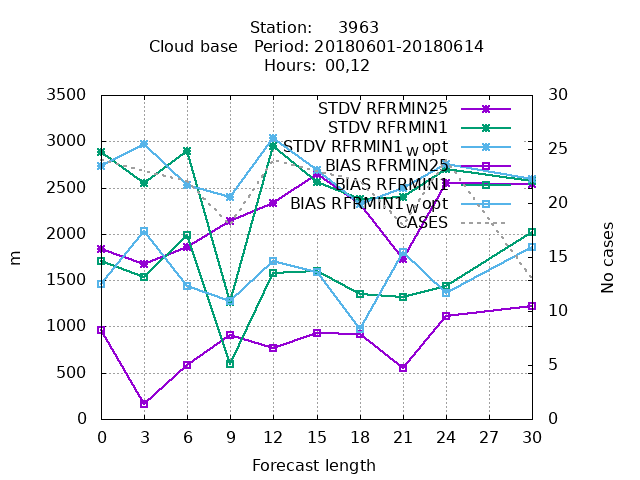 Station:     3963
Cloud base   Period: 20180601-20180614
Hours: 00,12
3500
3000
2500
2000
1500
1000
500
0
m
30
25
20
15
10
5
0
No cases
STDV RFRMIN25
STDV RFRMIN1
STDV RFRMIN1_W opt
BIAS RFRMIN25
BIAS RFRMIN1
BIAS RFRMIN1_W opt
CASES
0 3 6 9 12 15 18 21 24 27 30
Forecast length